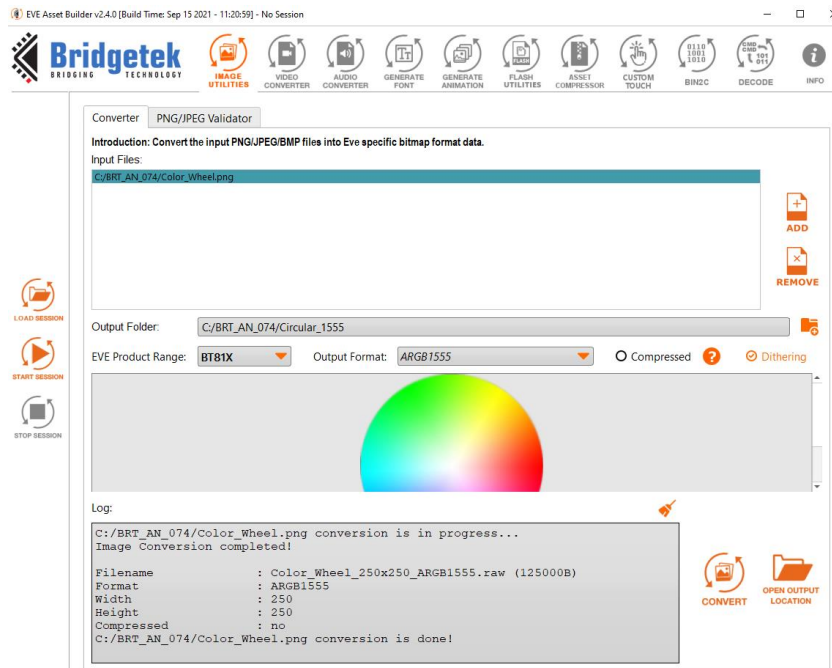 EVE Asset Builder v2.4.0 [Build Time: Sep 15 2021 - 11:20:59] - No Session
Bridgetek
BRIDGING TECHNOLOGY
IMAGE UTILITIES
VIDEO CONVERTER
AUDIO CONVERTER
GENERATE FONT
GENERATE ANIMATION
FLASH UTILITIES
ASSET COMPRESSOR
CUSTOM TOUCH
BIN2C
DECODE
INFO
Converter PNG/JPEG Validator
Introduction: Convert the input PNG/JPEG/BMP files into Eve specific bitmap format data.
Input Files:
C:/BRT_AN_074/Color_Wheel.png
ADD
REMOVE
LOAD SESSION
START SESSION
STOP SESSION
Output Folder: C:/BRT_AN_074/Circular_1555
EVE Product Range: BT81X Output Format: ARGB1555 Compressed ? Dithering
Log:
C:/BRT_AN_074/Color_Wheel.png conversion is in progress...
Image Conversion completed!
Filename : Color_Wheel_250x250_ARGB1555.raw (125000B)
Format : ARGB1555
Width : 250
Height : 250
Compressed : no
C:/BRT_AN_074/Color_Wheel.png conversion is done!
CONVERT
OPEN OUTPUT LOCATION